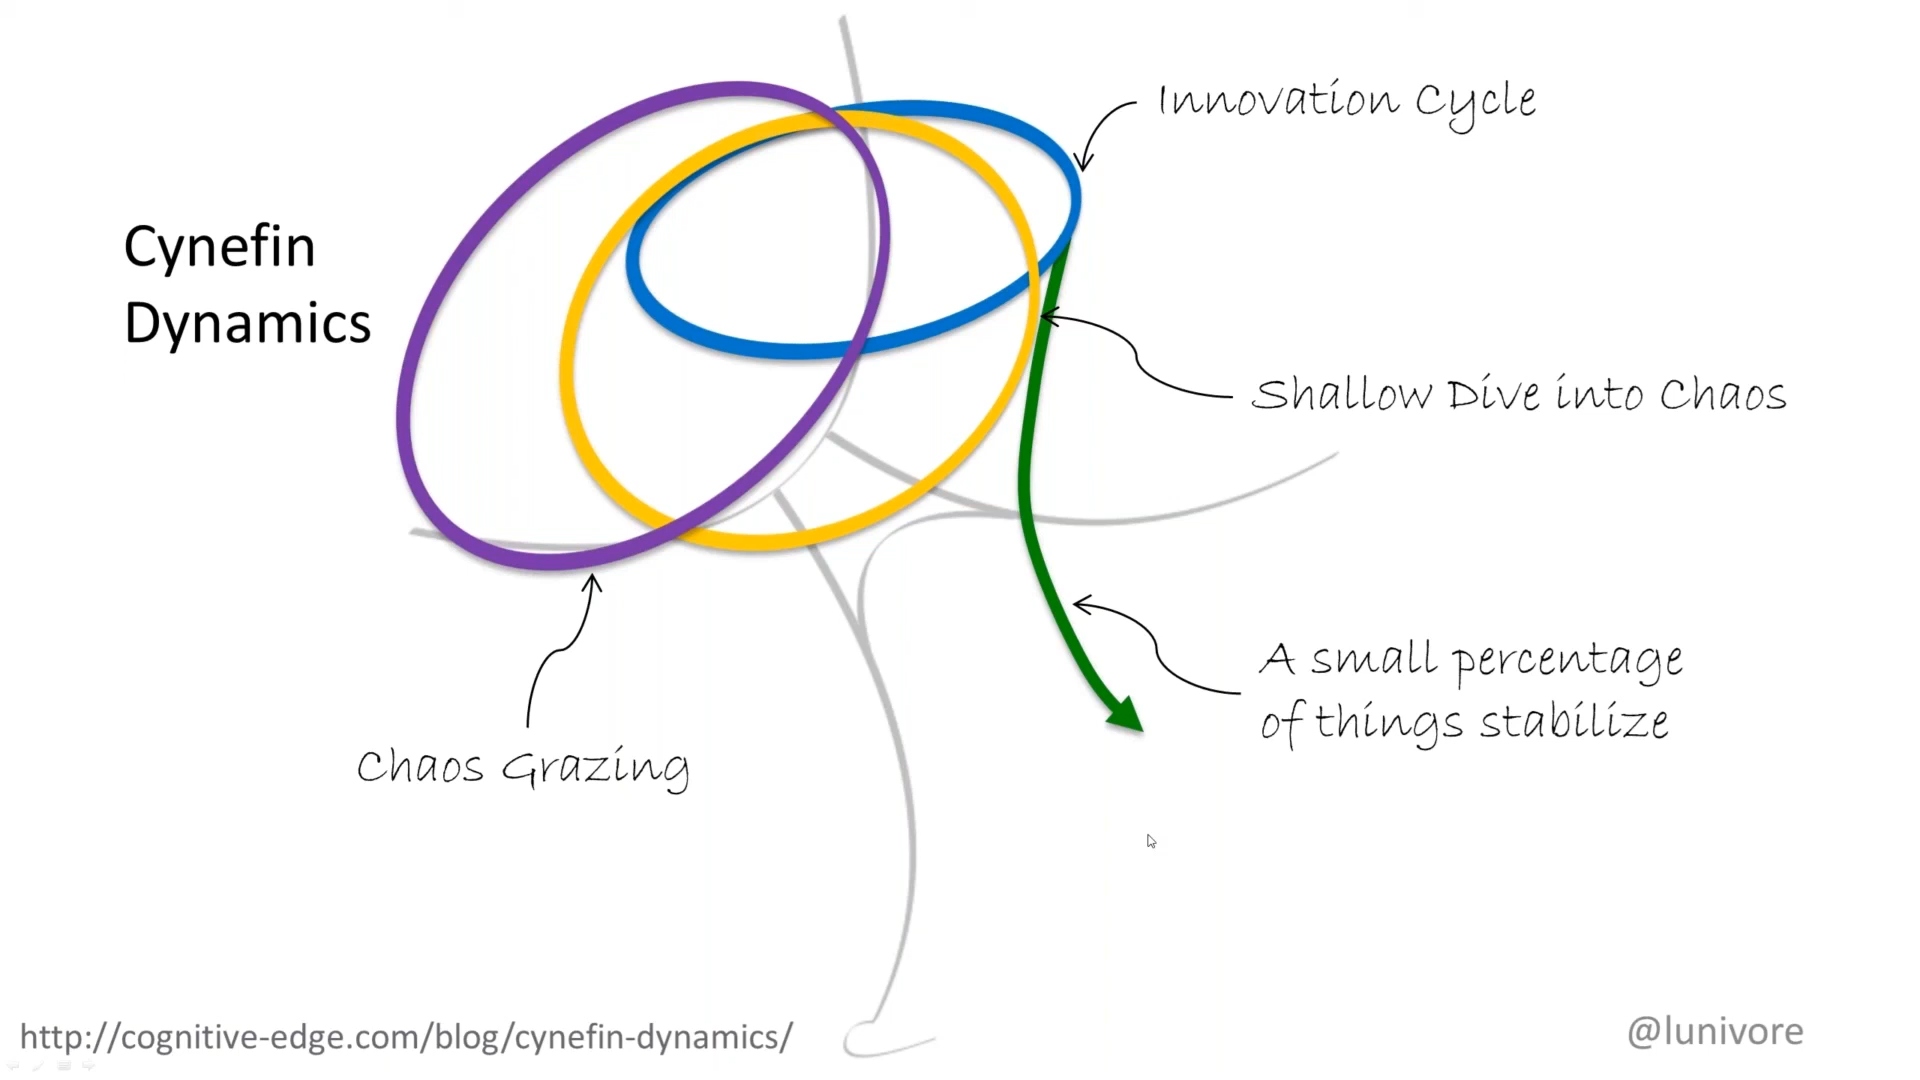 Innovation Cycle
Cynefin
Dynamics
Shallow Dive into Chaos
A small percentage
of things stabilize
Chaos Grazing
http://cognitive-edge.com/blog/cynefin-dynamics/
@lunivore